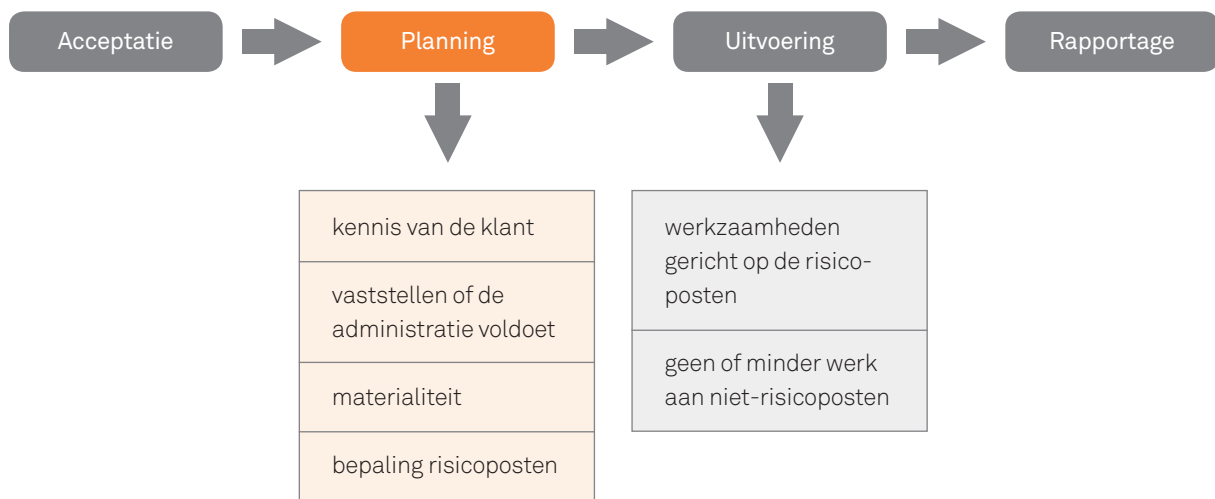 Acceptatie
Planning
Uitvoering
Rapportage
kennis van de klant
vaststellen of de
administratie voldoet
materialiteit
bepaling risicoposten
werkzaamheden
gericht op de risico-
posten
geen of minder werk
aan niet-risicoposten